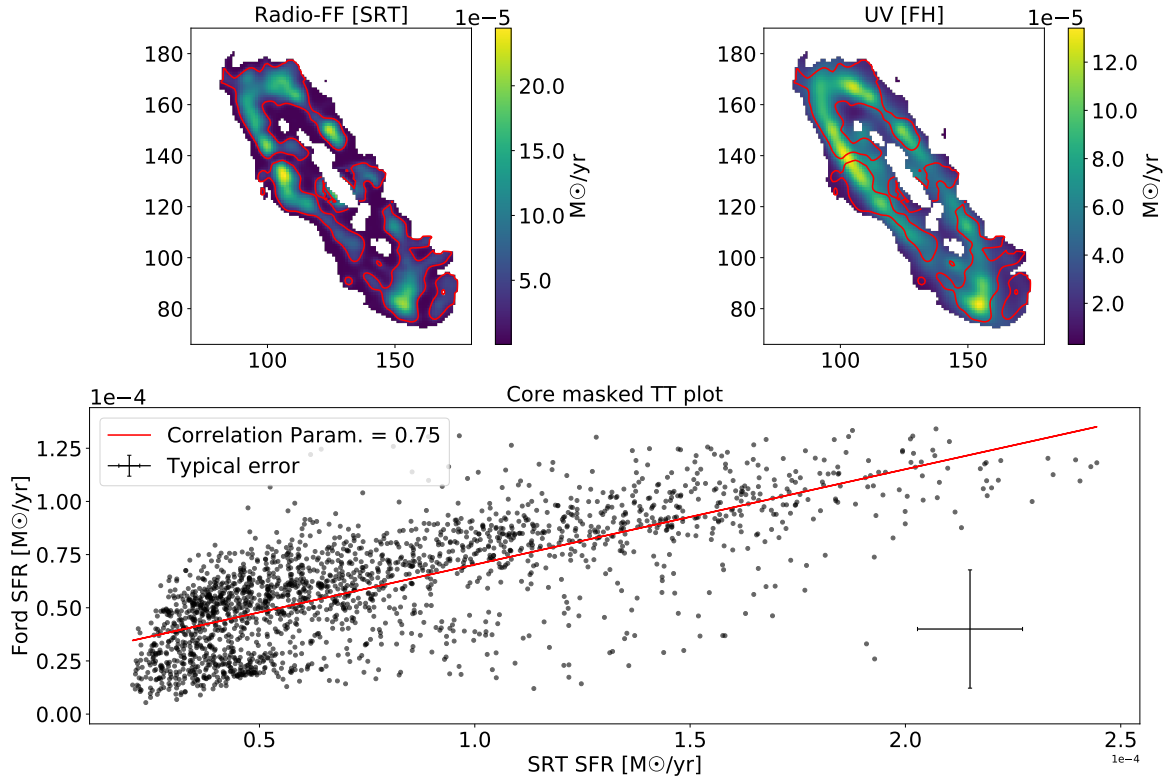 Radio-FF [SRT]
1e-5
180
160
140
120
100
80
100
150
20.0
15.0
10.0
5.0
M⊙/yr
UV [FH]
1e-5
180
160
140
120
100
80
100
150
12.0
10.0
8.0
6.0
4.0
2.0
M⊙/yr
Core masked TT plot
1e-4
Correlation Param. = 0.75
Typical error
Ford SFR [M⊙/yr]
1.25
1.00
0.75
0.50
0.25
0.00
0.5
1.0
1.5
2.0
2.5
1e-4
SRT SFR [M⊙/yr]